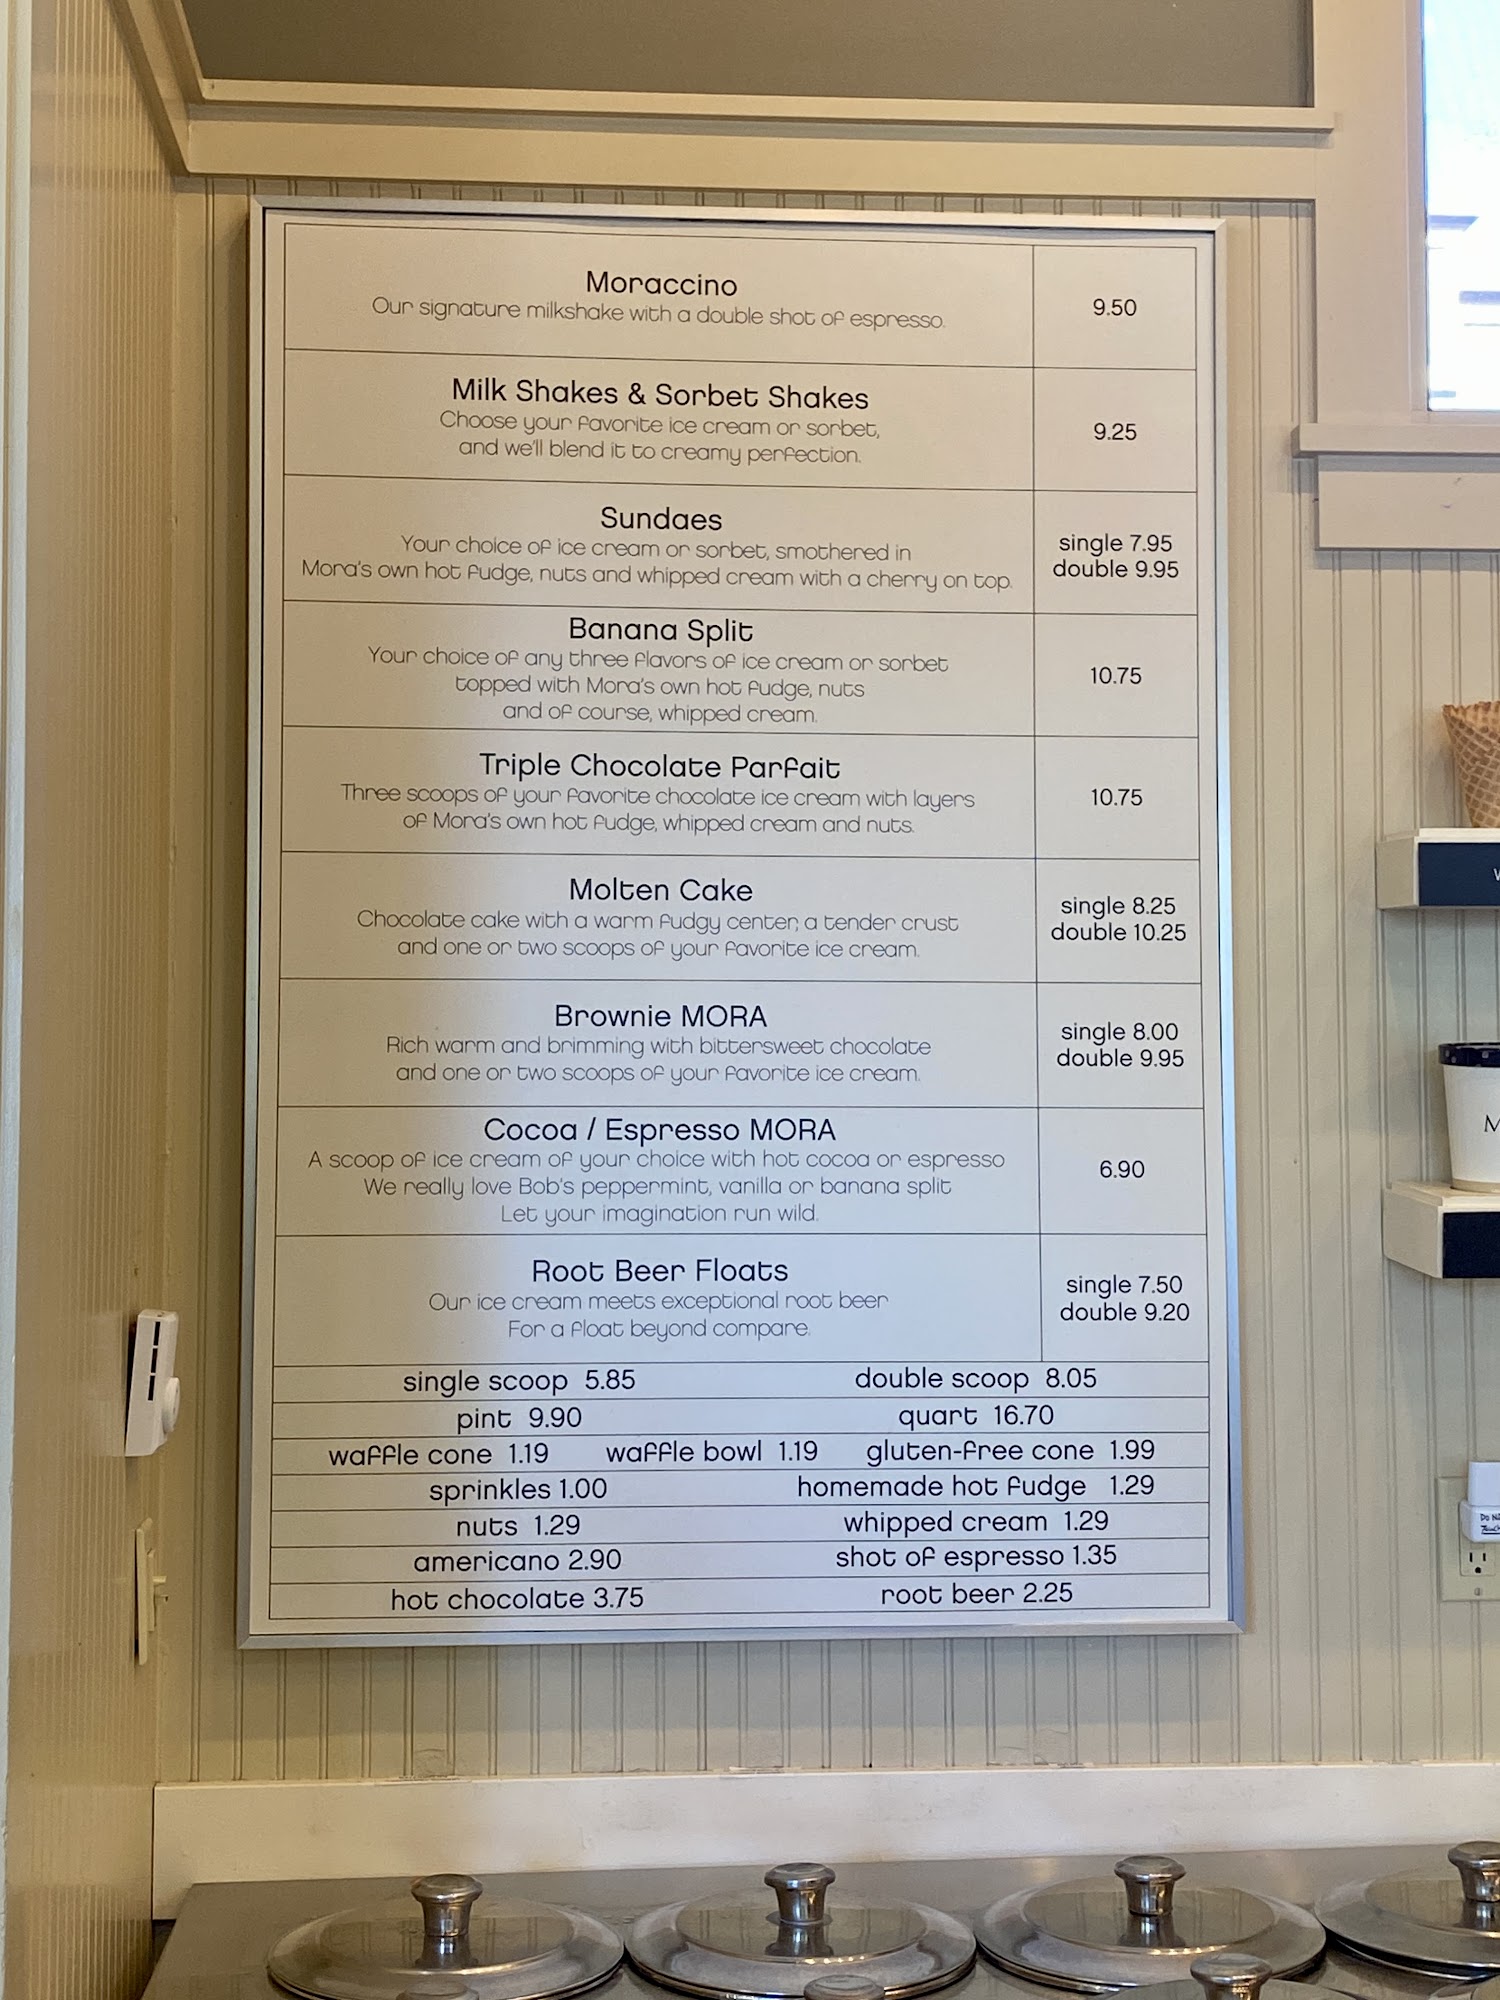 Moraccino
Our signature milkshake with a double shot of espresso.
9.50
Milk Shakes & Sorbet Shakes
Choose your favorite ice cream or sorbet,
and we'll blend it to creamy perfection.
9.25
Sundaes
Your choice of ice cream or sorbet, smothered in
Mora's own hot fudge, nuts and whipped cream with a cherry on top.
single 7.95
double 9.95
Banana Split
Your choice of any three flavors of ice cream or sorbet
topped with Mora's own hot fudge, nuts
and of course, whipped cream.
10.75
Triple Chocolate Parfait
Three scoops of your favorite chocolate ice cream with layers
of Mora's own hot fudge, whipped cream and nuts.
10.75
Molten Cake
Chocolate cake with a warm fudgy center, a tender crust
and one or two scoops of your favorite ice cream.
single 8.25
double 10.25
Brownie MORA
Rich warm and brimming with bittersweet chocolate
and one or two scoops of your favorite ice cream.
single 8.00
double 9.95
Cocoa / Espresso MORA
A scoop of ice cream of your choice with hot cocoa or espresso
We really love Bob's peppermint, vanilla or banana split
Let your imagination run wild.
6.90
Root Beer Floats
Our ice cream meets exceptional root beer
For a float beyond compare.
single 7.50
double 9.20
single scoop 5.85 double scoop 8.05
pint 9.90 quart 16.70
waffle cone 1.19 waffle bowl 1.19 gluten-free cone 1.99
sprinkles 1.00 homemade hot fudge 1.29
nuts 1.29 whipped cream 1.29
americano 2.90 shot of espresso 1.35
hot chocolate 3.75 root beer 2.25